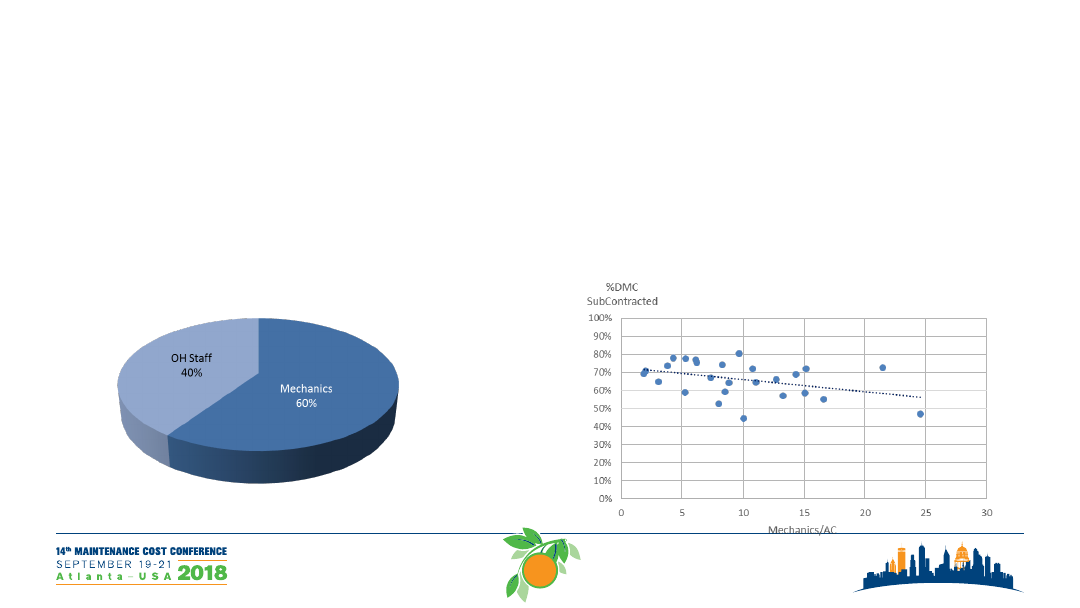 OH Staff
40%
Mechanics
60%
%DMC
SubContracted
100%
90%
80%
70%
60%
50%
40%
30%
20%
10%
0%
0 5 10 15 20 25 30
Mechanics/AC
14th MAINTENANCE COST CONFERENCE
SEPTEMBER 19-21
Atlanta-USA 2018